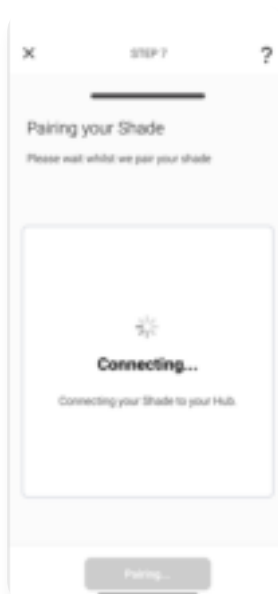 ×
STEP 7
?
Pairing your Shade
Please wait whilst we pair your shade
Connecting...
Connecting your Shade to your Hub.
Pairing...